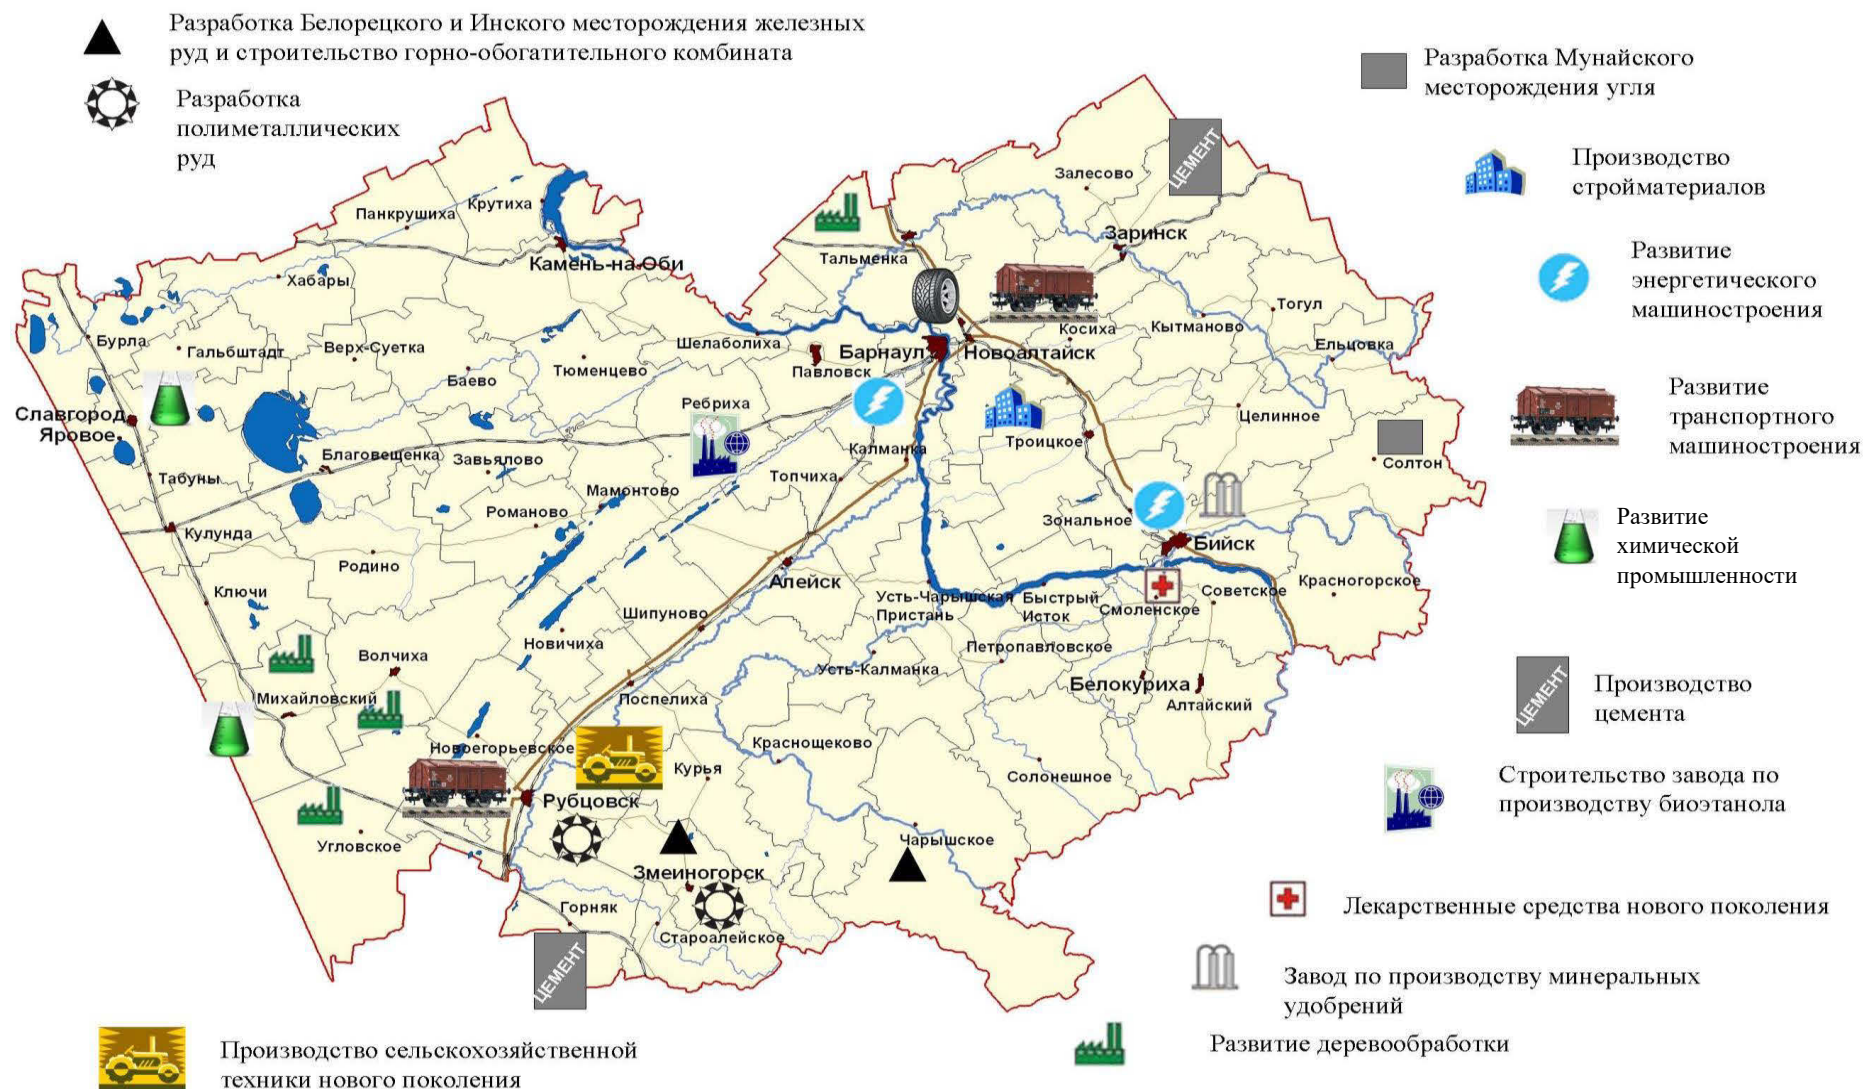 Разработка Белорецкого и Инского месторождения железных
руд и строительство горно-обогатительного комбината
Разработка
полиметаллических
руд
Разработка Мунайского
месторождения угля
Производство
стройматериалов
Развитие
энергетического
машиностроения
Развитие
транспортного
машиностроения
Развитие
химической
промышленности
ЦЕМЕНТ
Производство
цемента
Строительство завода по
производству биоэтанола
Лекарственные средства нового поколения
Завод по производству минеральных
удобрений
Развитие деревообработки
Производство сельскохозяйственной
техники нового поколения
ЦЕМЕНТ
Залесово
Панкрушиха
Крутиха
Заринск
Тальменка
Камень-на-Оби
Хабары
Тогул
Косиха
Кытманово
Бурла
Гальбштадт
Верх-Суетка
Шелаболиха
Барнаул
Новоалтайск
Ельцовка
Тюменцево
Павловск
Баево
Ребриха
Славгород
Яровое
Целинное
Троицкое
Калманка
Благовещенка
Завьялово
Солтон
Табуны
Топчиха
Мамонтово
Романово
Зональное
Кулунда
Бийск
Родино
Алейск
Ключи
Красногорское
Усть-Чарышская
Пристань
Быстрый
Исток
Смоленское
Советское
Шипуново
Новичиха
Петропавловское
Волчиха
Усть-Калманка
Белокуриха
Михайловский
Поспелиха
Алтайский
Новоегорьевское
Краснощеково
Курья
Солонешное
Рубцовск
Угловское
Чарышское
Змеиногорск
Горняк
Староалейское
ЦЕМЕНТ